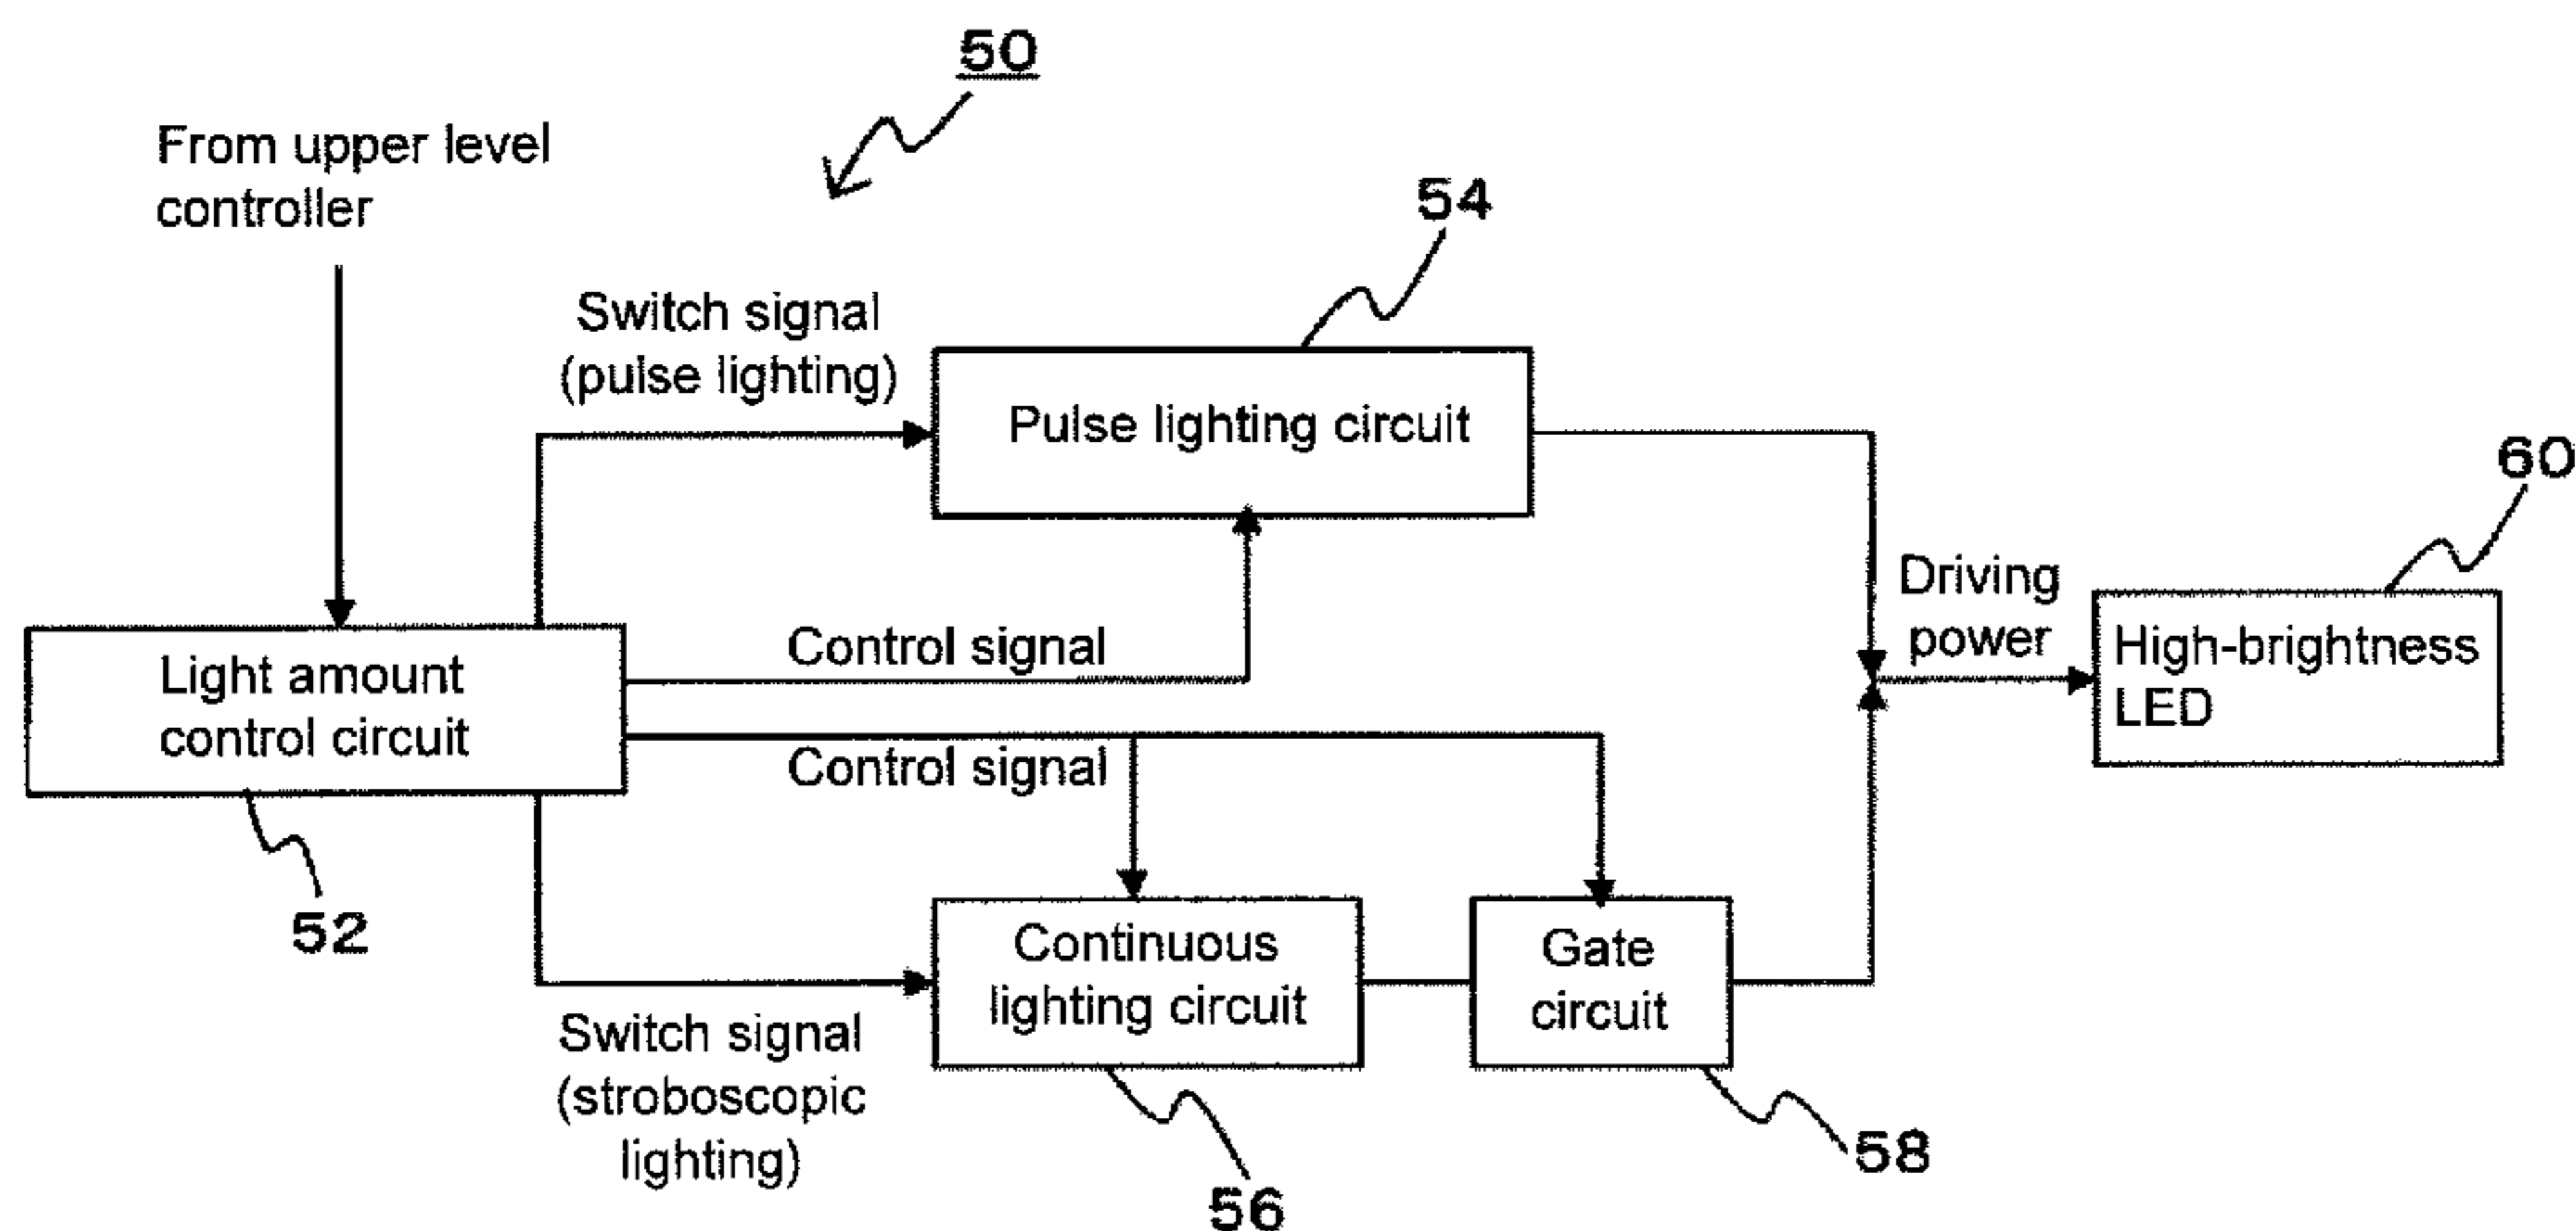 50
From upper level
controller
54
Switch signal
(pulse lighting)
Pulse lighting circuit
60
Driving
power
High-brightness
LED
Control signal
Light amount
control circuit
Control signal
52
Continuous
lighting circuit
Gate
circuit
Switch signal
(stroboscopic
lighting)
58
56